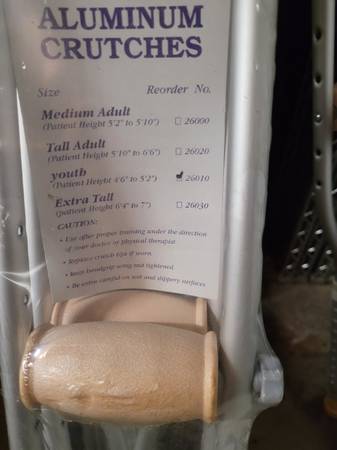 ALUMINUM
CRUTCHES
Size Reorder No.
Medium Adult
(Patient Height 5'2" to 5'10") ☐ 26000
Tall Adult
(Patient Height 5'10" to 6'6") ☐ 26020
youth
(Patient Height 4'6" to 5'2") 26010
Extra Tall
(patient Height 6'4" to 7') ☐ 26030
CAUTION:
• Use after proper training under the direction
of your doctor or physical therapist
• Replace crutch tips if worn.
• keep handgrip wing nut tightened.
• Be extra careful on wet and slippery surfaces